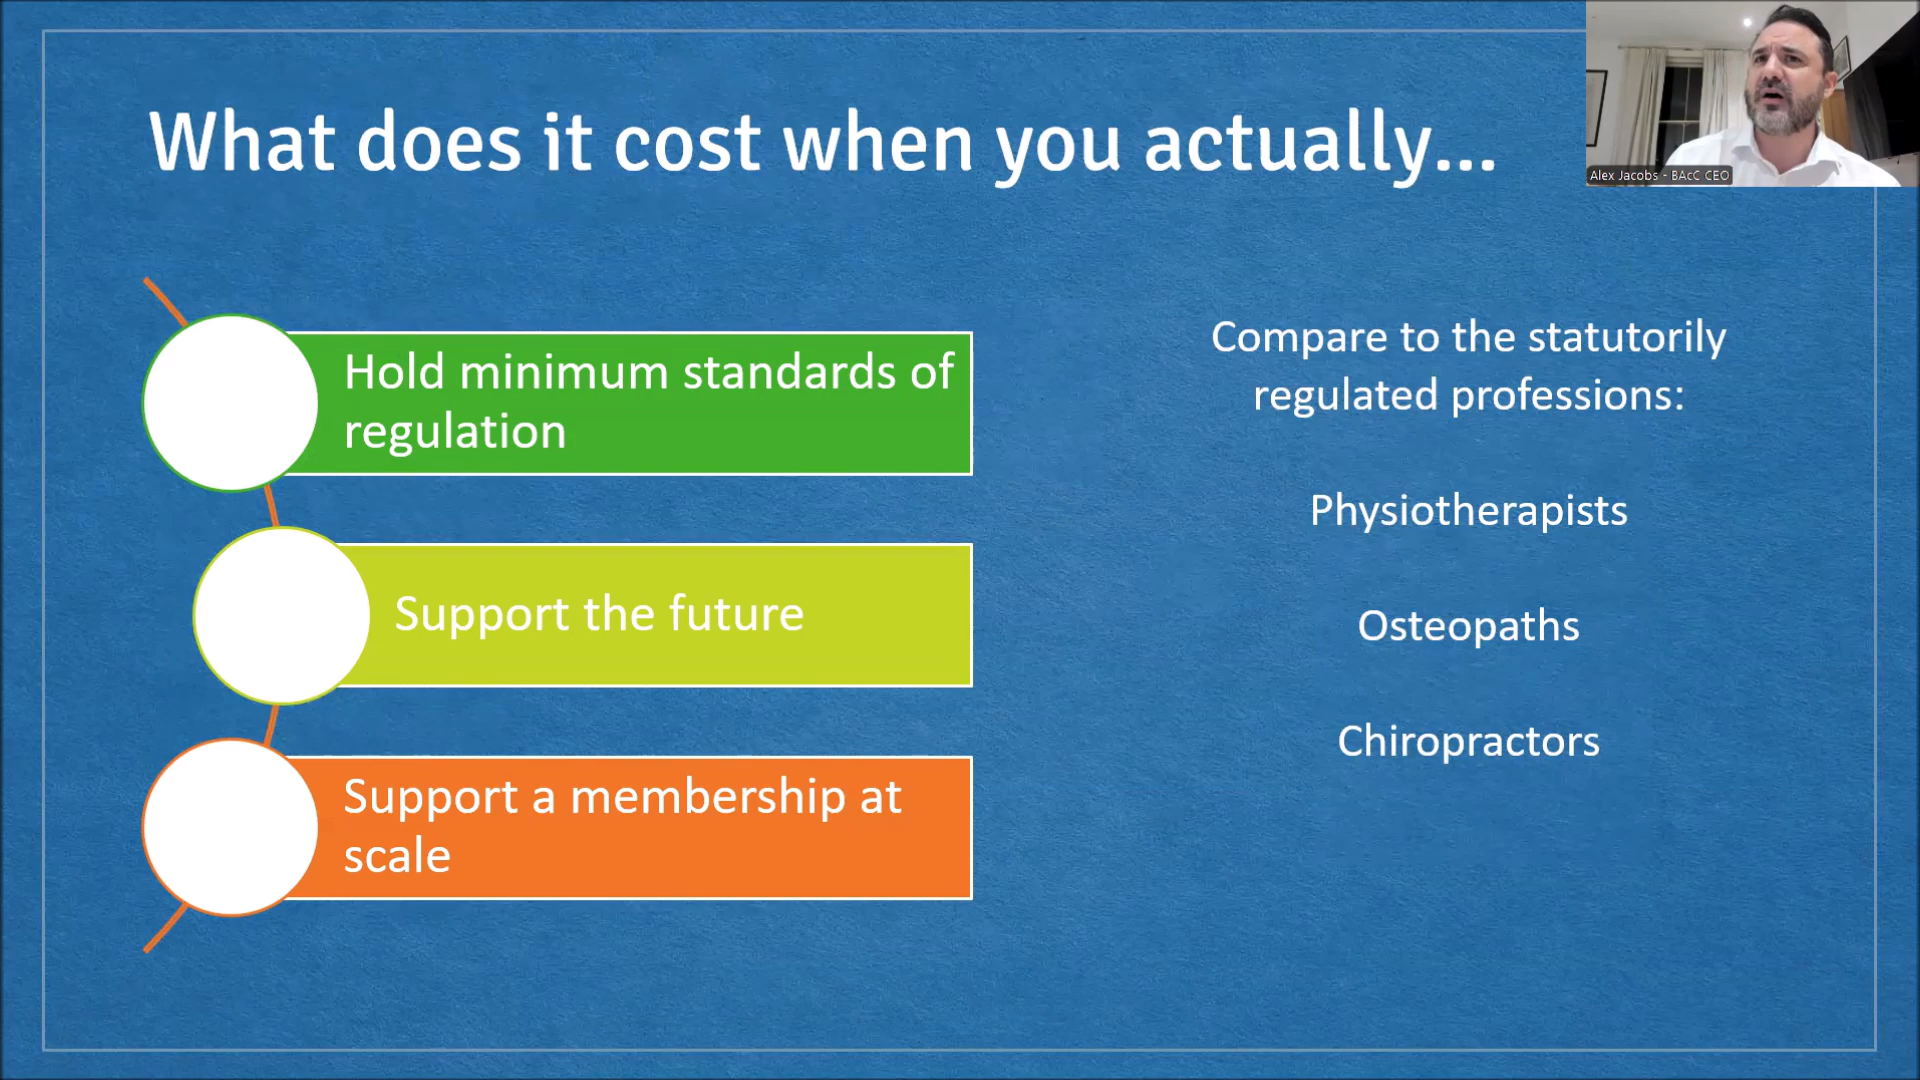 What does it cost when you actually...
Alex Jacobs - BAcC CEO
Hold minimum standards of
regulation
Support the future
Support a membership at
scale
Compare to the statutorily
regulated professions:
Physiotherapists
Osteopaths
Chiropractors